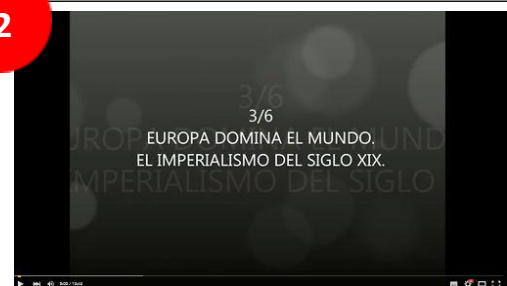 2
3/6
3/6
EUROPA DOMINA EL MUNDO.
EL IMPERIALISMO DEL SIGLO XIX.